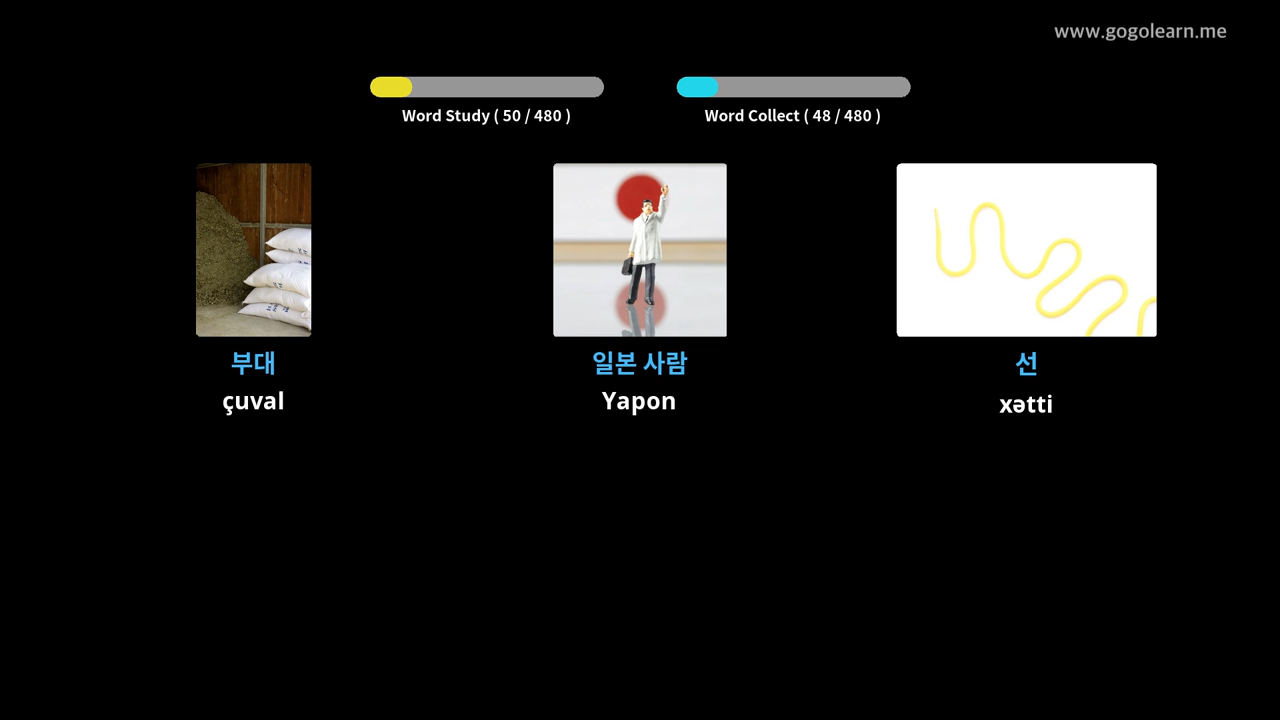 www.gogolearn.me
Word Study ( 50 / 480 )
Word Collect ( 48 / 480 )
부대
çuval
일본 사람
Yapon
선
xətti